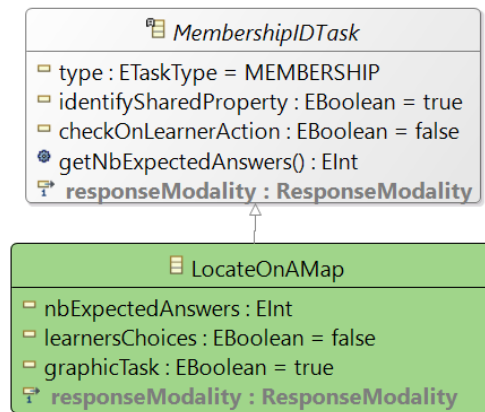 MembershipIDTask
type : ETaskType = MEMBERSHIP
identifySharedProperty : EBoolean = true
checkOnLearnerAction : EBoolean = false
getNbExpectedAnswers() : EInt
responseModality : ResponseModality
LocateOnAMap
nbExpectedAnswers : EInt
learnersChoices : EBoolean = false
graphicTask : EBoolean = true
responseModality : ResponseModality